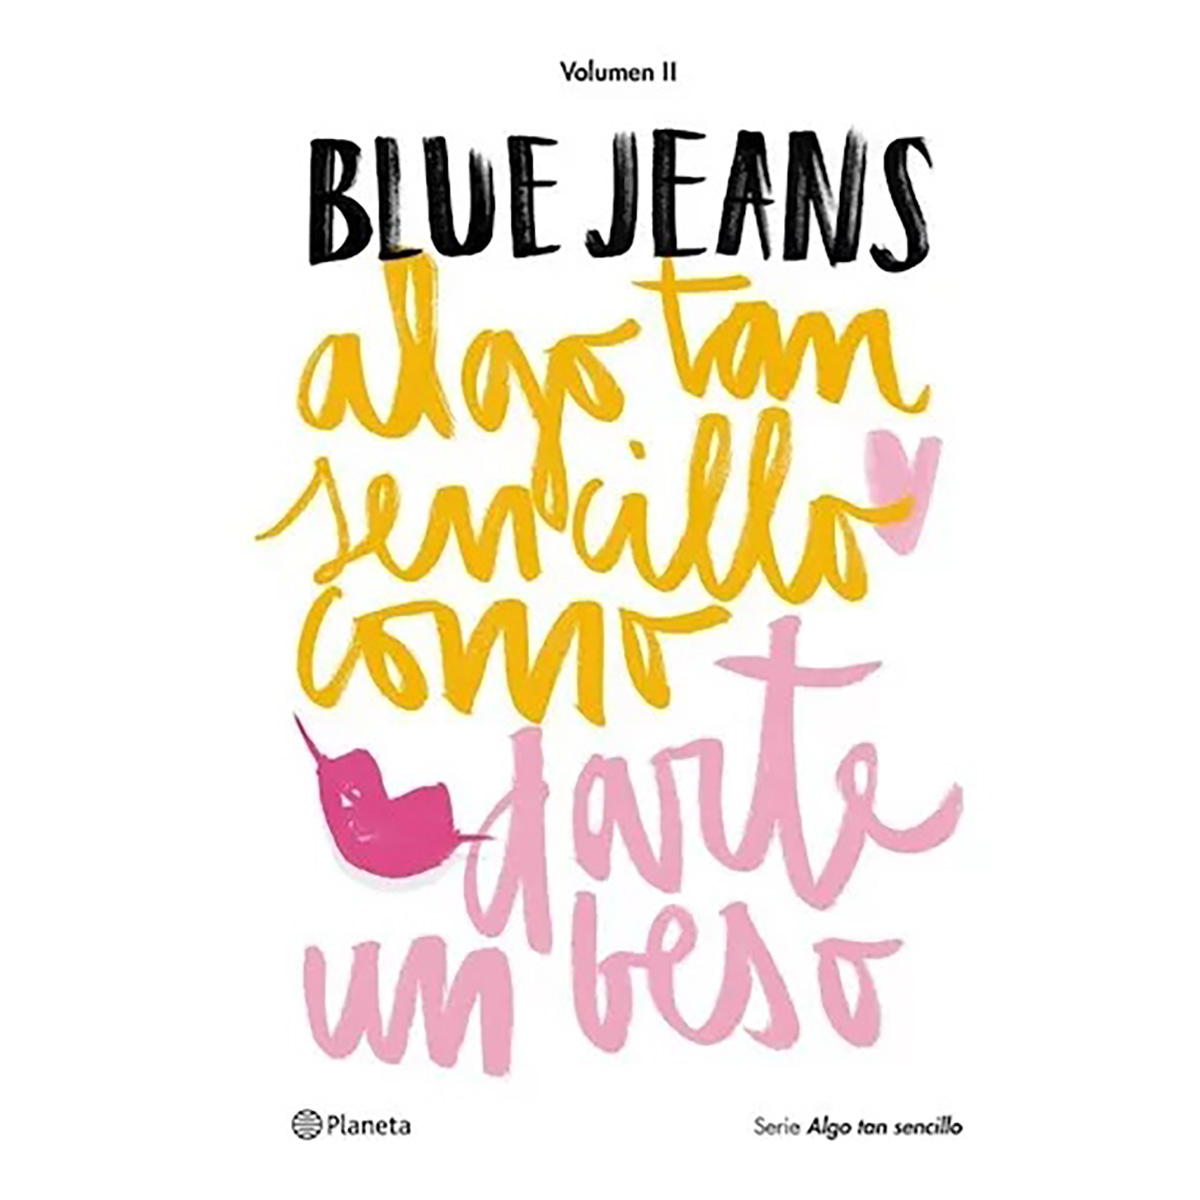 Volumen II
BLUE JEANS
algo tan
sencillo
como
darte
un beso
Planeta
Serie Algo tan sencillo